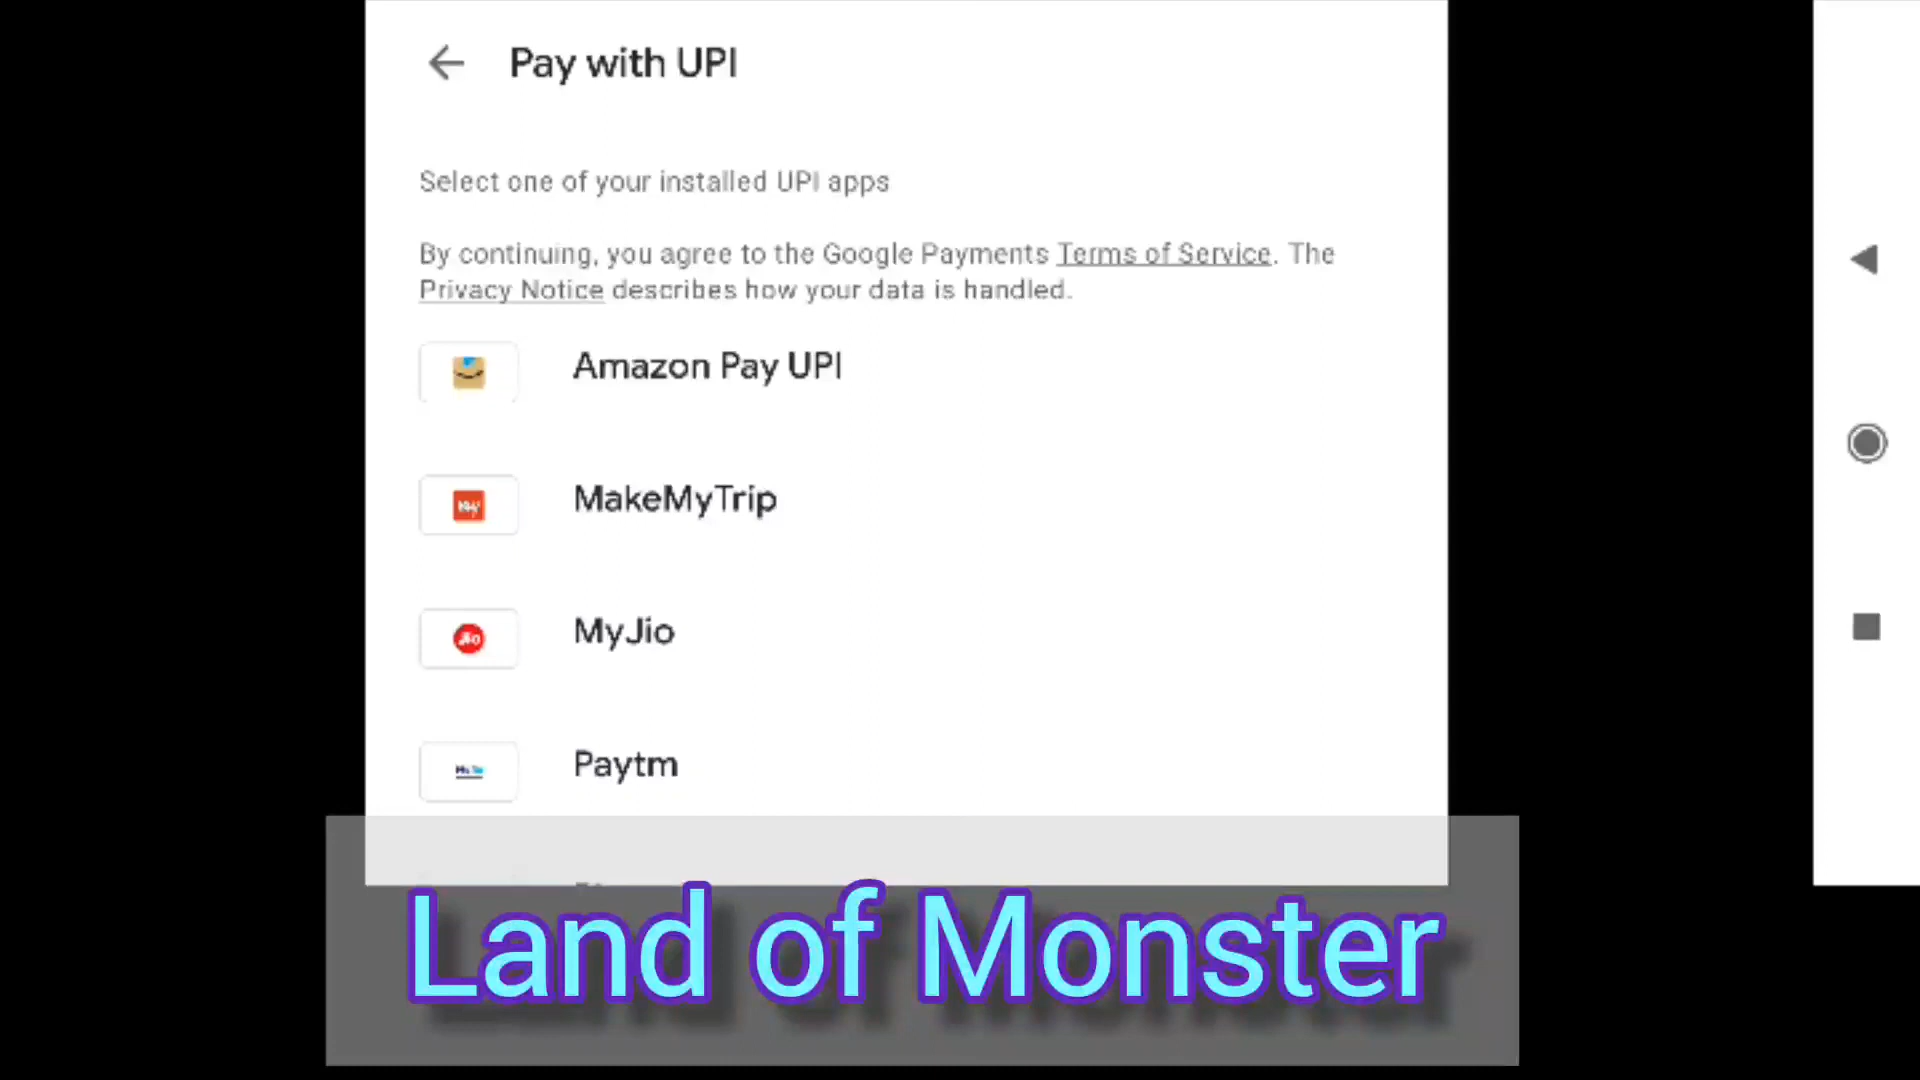 Pay with UPI
Select one of your installed UPI apps
By continuing, you agree to the Google Payments Terms of Service. The
Privacy Notice describes how your data is handled.
Amazon Pay UPI
MakeMyTrip
MyJio
Paytm
Land of Monster